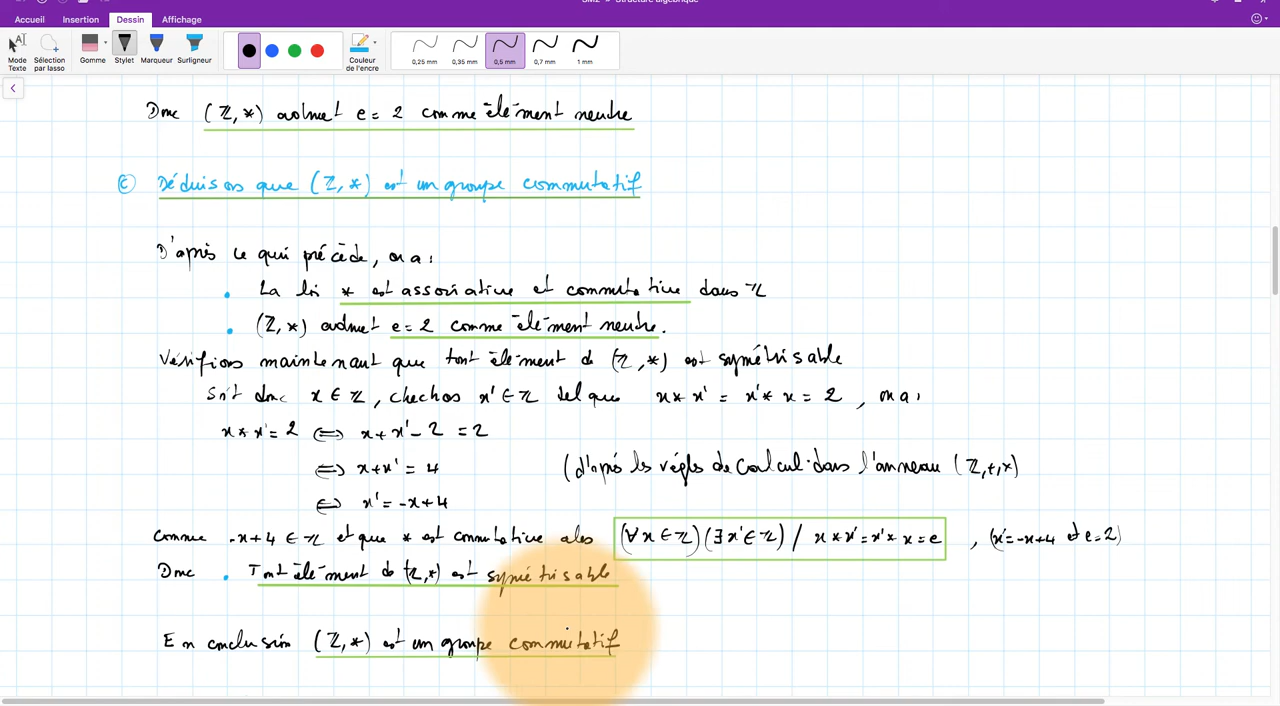 Accueil Insertion Dessin Affichage
Mode Texte
Sélection par lasso
Gomme
Stylet
Marqueur
Surligneur
Couleur de l'encre
0,25 mm
0,35 mm
0,5 mm
0,7 mm
1 mm
Donc (ℤ, *) admet e = 2 comme élément neutre
Déduisons que (ℤ, *) est un groupe commutatif
D'après ce qui précède, on a :
• La loi * est associative et commutative dans ℤ
• (ℤ, *) admet e = 2 comme élément neutre.
Vérifions maintenant que tout élément de (ℤ, *) est symétrisable
Soit donc x ∈ ℤ, cherchons x' ∈ ℤ tel que x * x' = x' * x = 2, on a :
x * x' = 2 ⟺ x + x' - 2 = 2
⟺ x + x' = 4 (d'après les règles de calcul dans l'anneau (ℤ, +, ×)
⟺ x' = -x + 4
Comme -x + 4 ∈ ℤ et que * est commutative alors (∀x ∈ ℤ)(∃x' ∈ ℤ) / x * x' = x' * x = e, (x' = -x + 4 et e = 2)
Donc • Tout élément de (ℤ, *) est symétrisable
En conclusion (ℤ, *) est un groupe commutatif